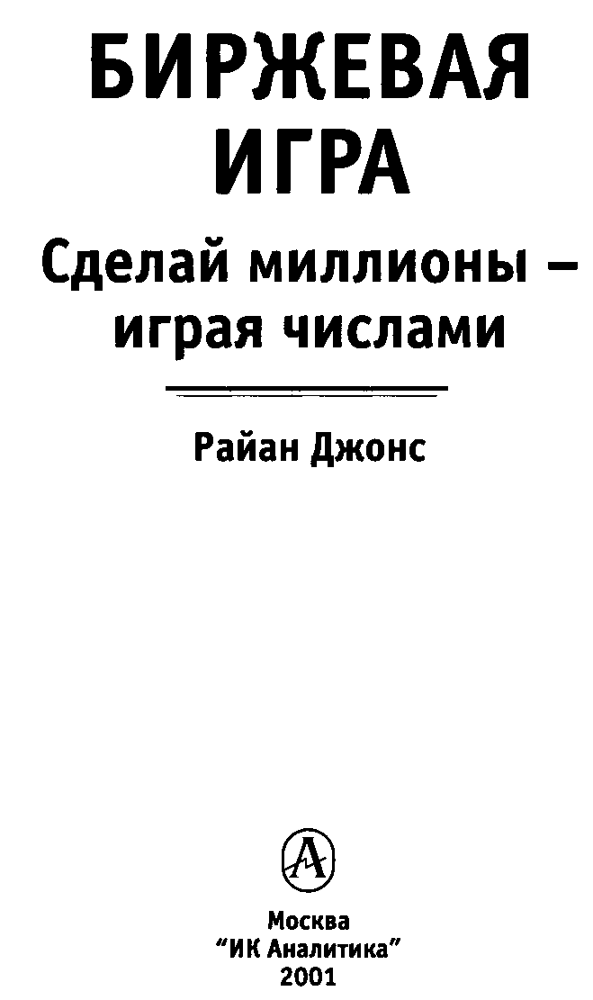 БИРЖЕВАЯ
ИГРА
Сделай миллионы –
играя числами
Райан Джонс
А
Москва
"ИК Аналитика"
2001